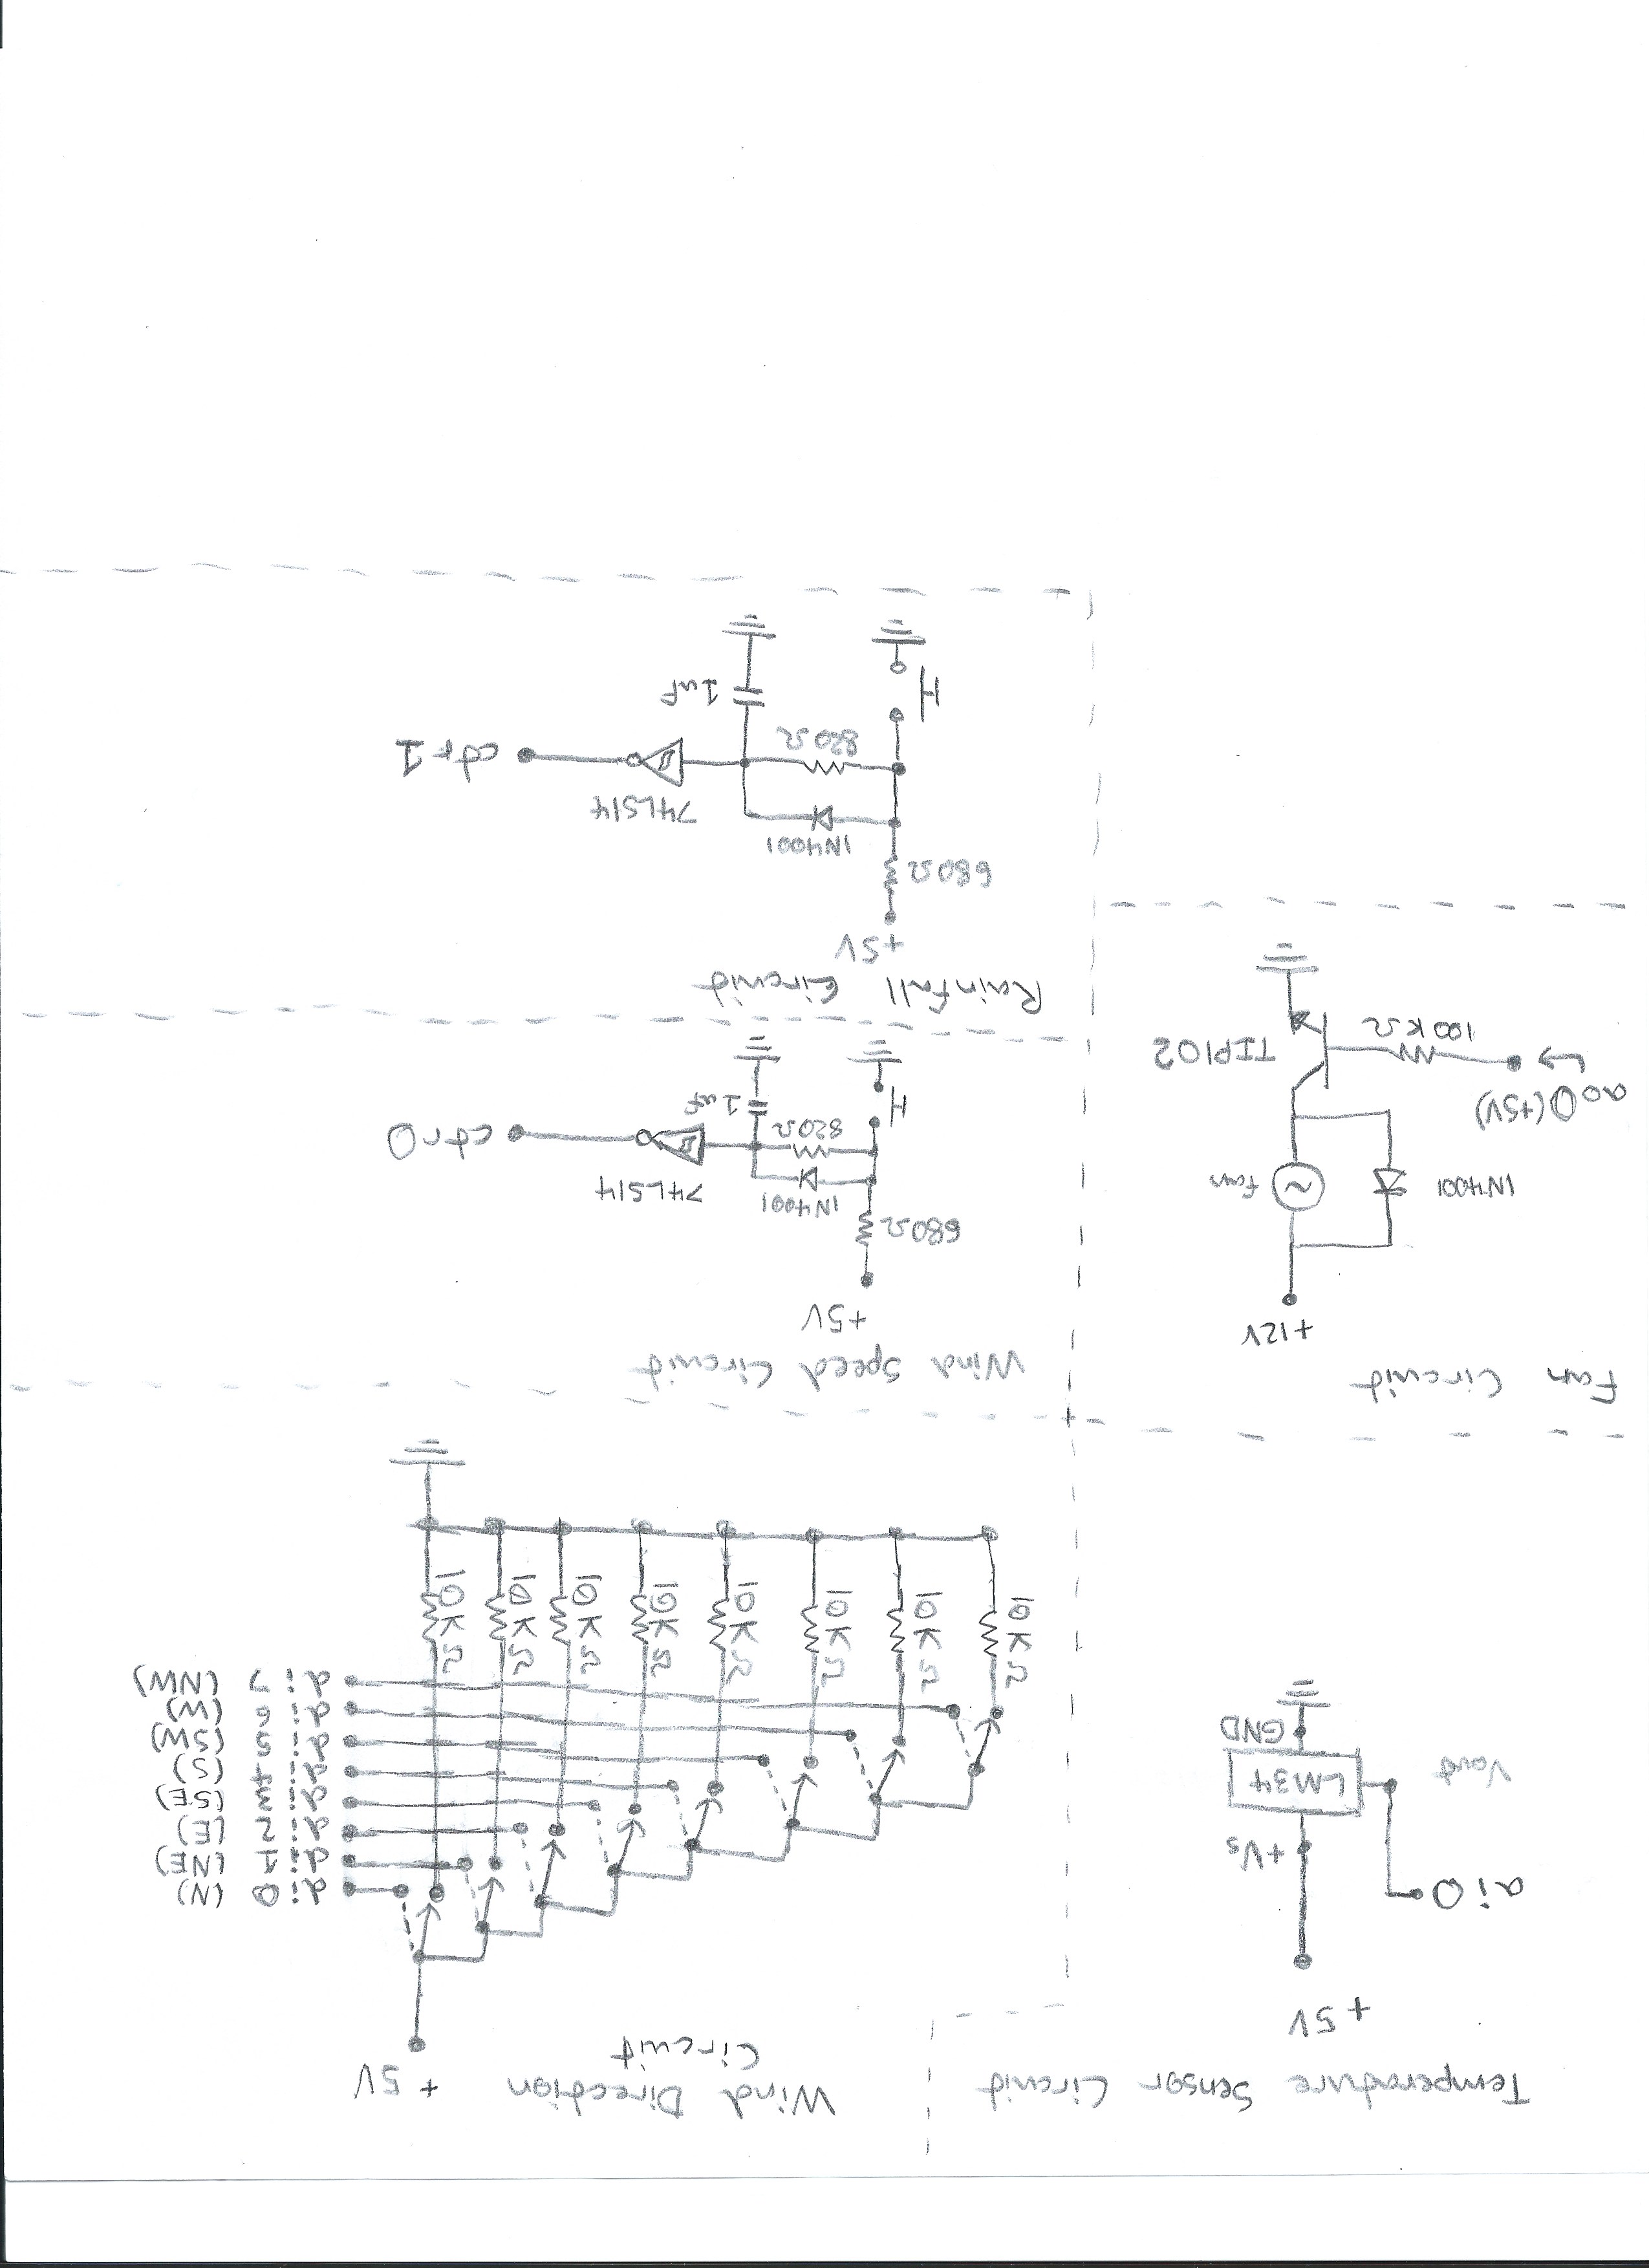 Temperature Sensor Circuit
+5V
ai0
+Vs
Vout
LM34
GND
Wind Direction
Circuit
+5V
di0 (N)
di1 (NE)
di2 (E)
di3 (SE)
di4 (S)
di5 (SW)
di6 (W)
di7 (NW)
10KΩ 10KΩ 10KΩ 10KΩ 10KΩ 10KΩ 10KΩ 10KΩ
Fan Circuit
+12V
1N4001
fan
ao0(+5V)
100KΩ
TIP102
Wind Speed Circuit
+5V
680Ω
1N4001
74LS14
820Ω
ctr0
H
1uf
Rainfall Circuit
+5V
680Ω
1N4001
74LS14
820Ω
ctr1
H
1uF